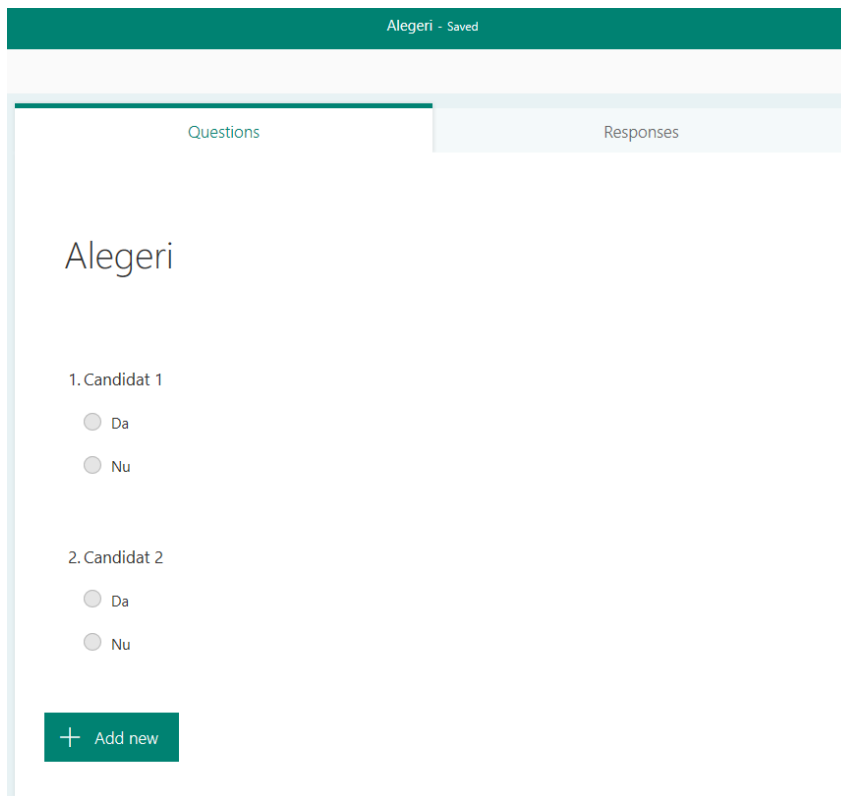 Alegeri - Saved
Questions
Responses
Alegeri
1. Candidat 1
Da
Nu
2. Candidat 2
Da
Nu
Add new